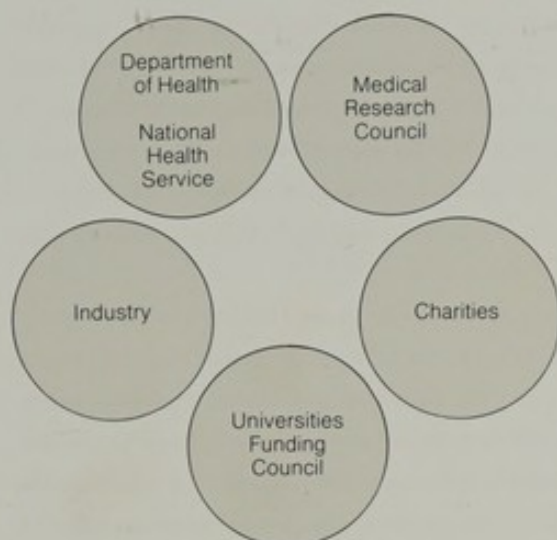 Department
of Health
National
Health
Service
Medical
Research
Council
Industry
Charities
Universities
Funding
Council